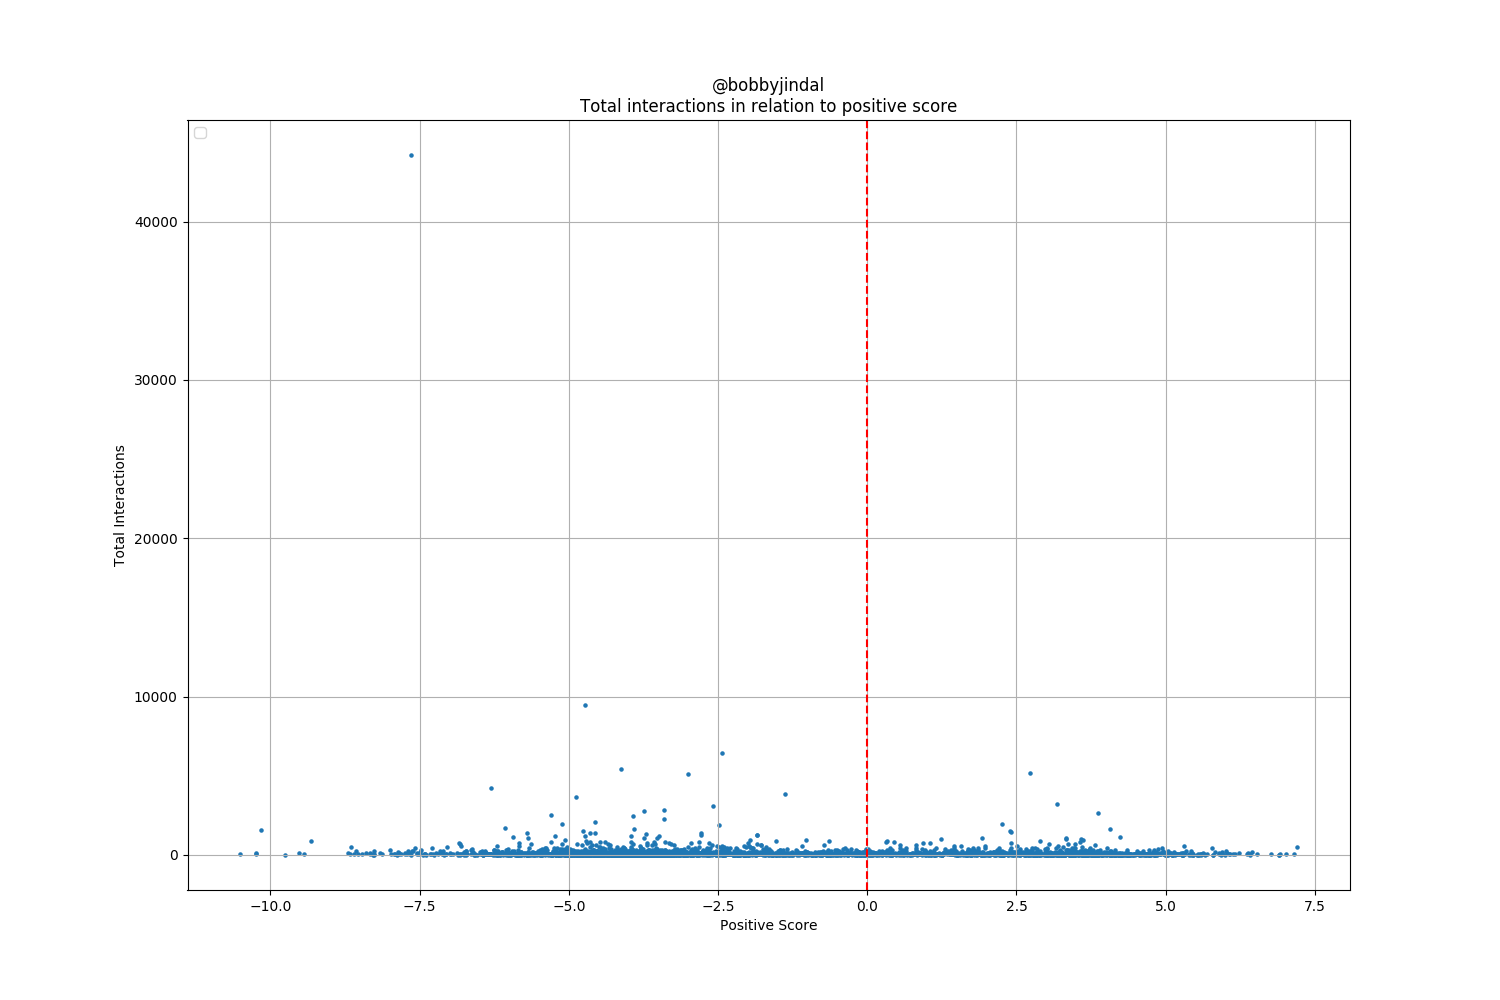 @bobbyjindal
Total interactions in relation to positive score
40000
30000
20000
10000
0
Total Interactions
−10.0 −7.5 −5.0 −2.5 0.0 2.5 5.0 7.5
Positive Score